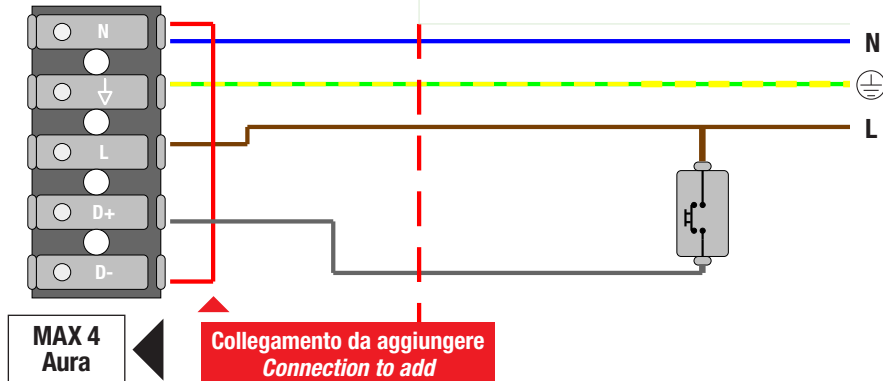 N
N
L
L
D+
D-
MAX 4
Aura
Collegamento da aggiungere
Connection to add